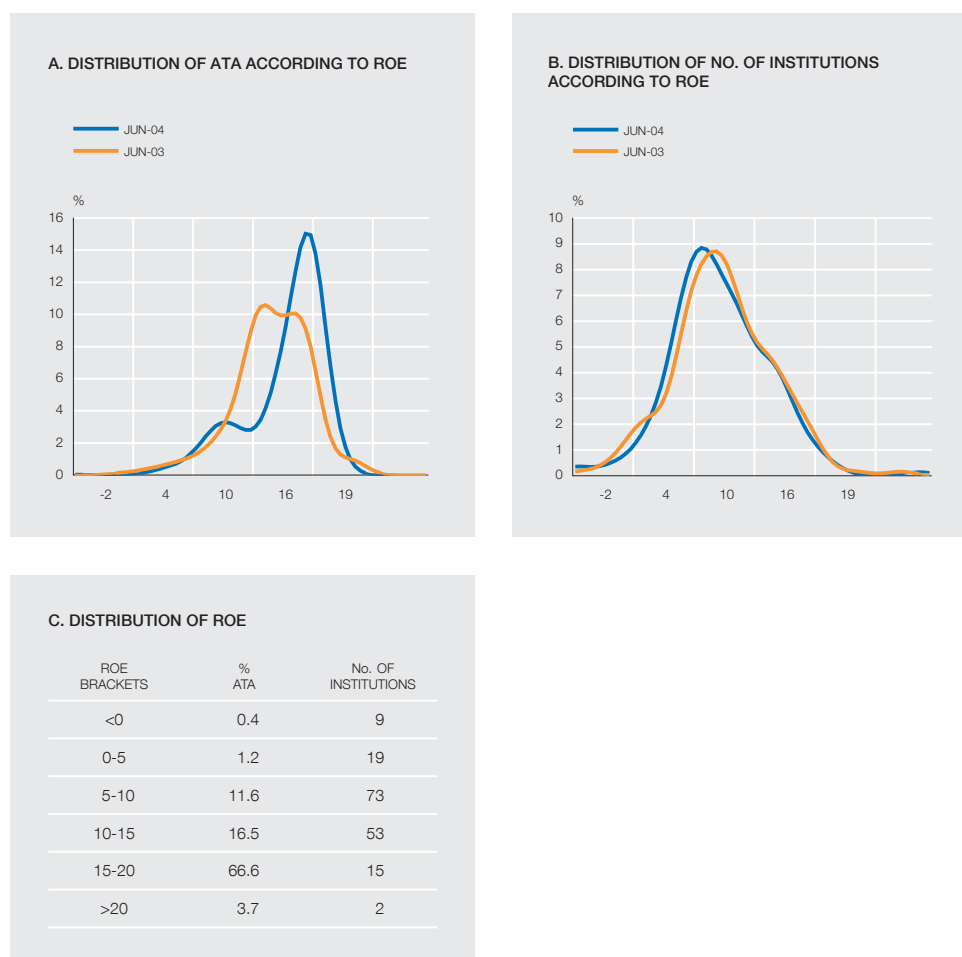 A. DISTRIBUTION OF ATA ACCORDING TO ROE
JUN-04
JUN-03
%
16
14
12
10
8
6
4
2
0
-2 4 10 16 19
B. DISTRIBUTION OF NO. OF INSTITUTIONS
ACCORDING TO ROE
JUN-04
JUN-03
%
10
9
8
7
6
5
4
3
2
1
0
-2 4 10 16 19
C. DISTRIBUTION OF ROE
ROE % No. OF
BRACKETS ATA INSTITUTIONS
<0 0.4 9
0-5 1.2 19
5-10 11.6 73
10-15 16.5 53
15-20 66.6 15
>20 3.7 2